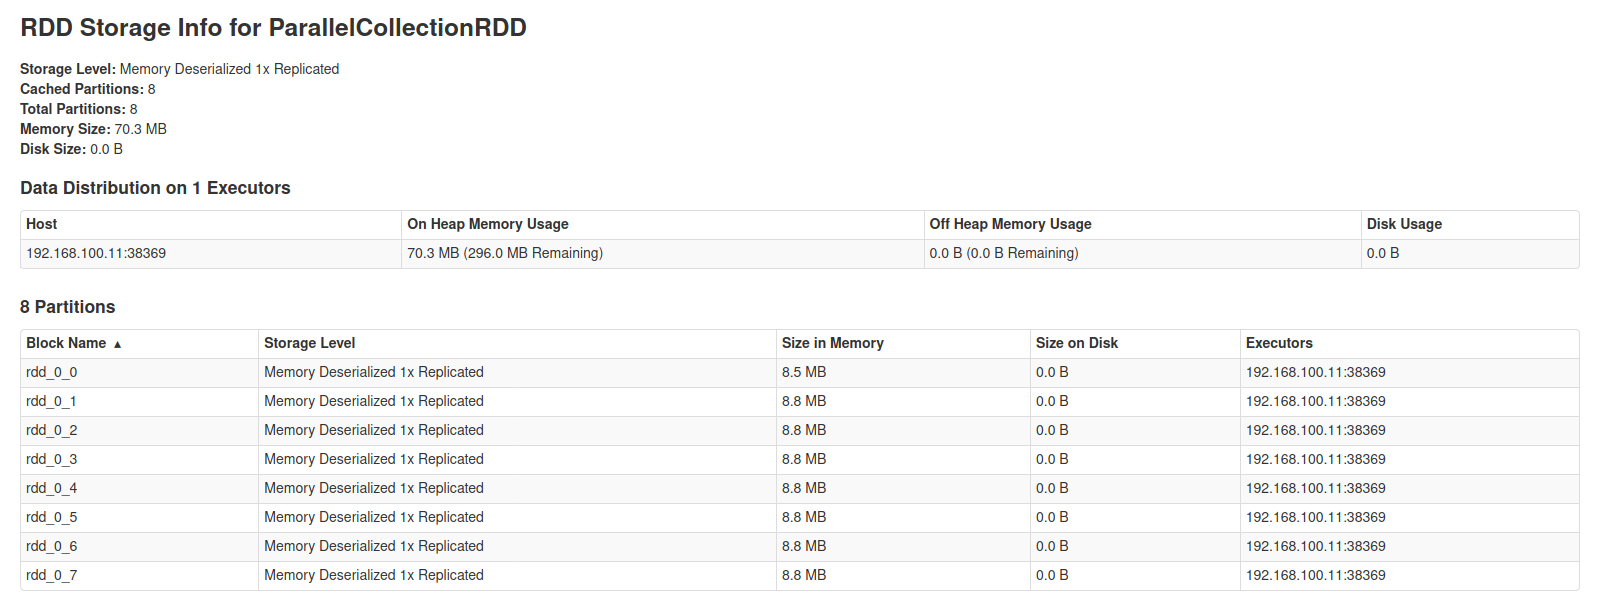 RDD Storage Info for ParallelCollectionRDD
Storage Level: Memory Deserialized 1x Replicated
Cached Partitions: 8
Total Partitions: 8
Memory Size: 70.3 MB
Disk Size: 0.0 B
Data Distribution on 1 Executors
Host On Heap Memory Usage Off Heap Memory Usage Disk Usage
192.168.100.11:38369 70.3 MB (296.0 MB Remaining) 0.0 B (0.0 B Remaining) 0.0 B
8 Partitions
Block Name ▲ Storage Level Size in Memory Size on Disk Executors
rdd_0_0 Memory Deserialized 1x Replicated 8.5 MB 0.0 B 192.168.100.11:38369
rdd_0_1 Memory Deserialized 1x Replicated 8.8 MB 0.0 B 192.168.100.11:38369
rdd_0_2 Memory Deserialized 1x Replicated 8.8 MB 0.0 B 192.168.100.11:38369
rdd_0_3 Memory Deserialized 1x Replicated 8.8 MB 0.0 B 192.168.100.11:38369
rdd_0_4 Memory Deserialized 1x Replicated 8.8 MB 0.0 B 192.168.100.11:38369
rdd_0_5 Memory Deserialized 1x Replicated 8.8 MB 0.0 B 192.168.100.11:38369
rdd_0_6 Memory Deserialized 1x Replicated 8.8 MB 0.0 B 192.168.100.11:38369
rdd_0_7 Memory Deserialized 1x Replicated 8.8 MB 0.0 B 192.168.100.11:38369